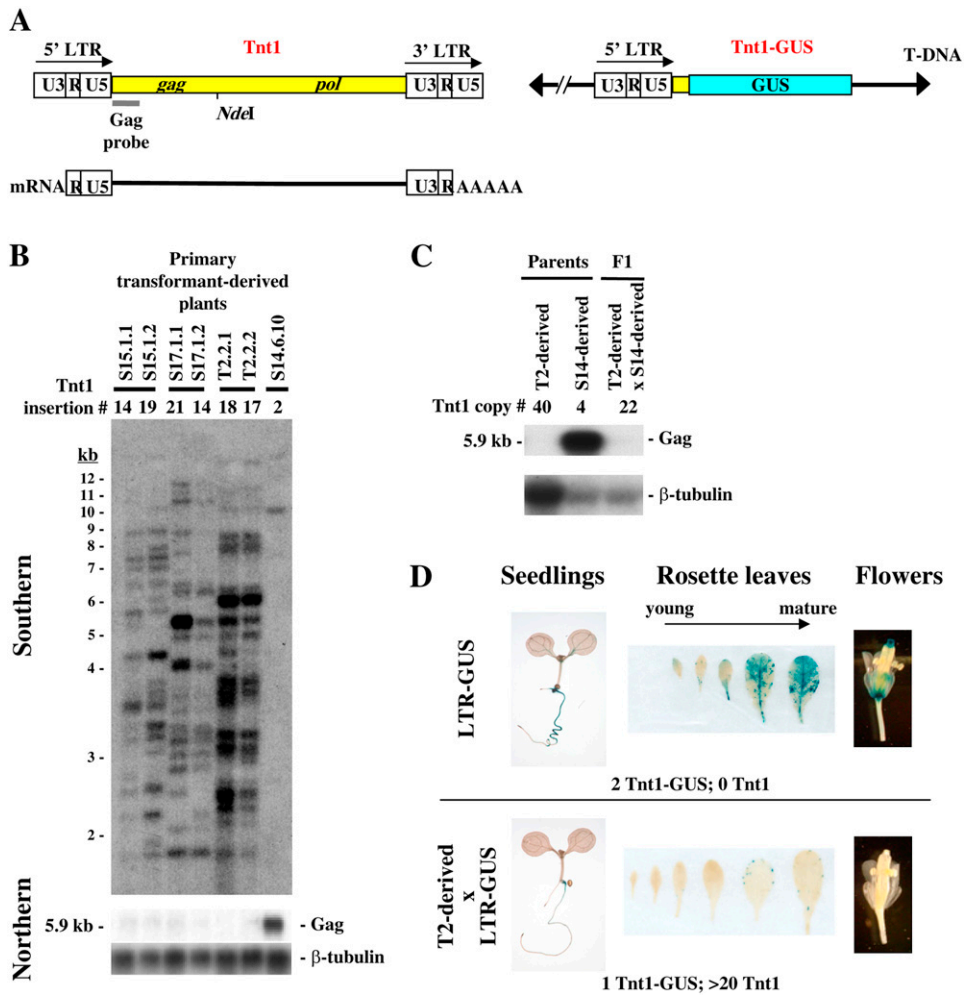 A
5' LTR Tnt1 3' LTR
U3 R U5 gag pol U3 R U5
NdeI
Gag
probe
mRNA R U5 U3 R AAAAA
5' LTR Tnt1-GUS T-DNA
U3 R U5 GUS
B
Primary
transformant-derived
plants
S15.1.1 S15.1.2 S17.1.1 S17.1.2 T2.2.1 T2.2.2 S14.6.10
Tnt1
insertion # 14 19 21 14 18 17 2
kb
12 -
11 -
10 -
9 -
8 -
7 -
6 -
5 -
4 -
3 -
2 -
Southern
Northern
5.9 kb - - Gag
- β-tubulin
C
Parents F1
T2-derived
S14-derived
T2-derived
x S14-derived
Tnt1 copy # 40 4 22
5.9 kb - - Gag
- β-tubulin
D
Seedlings Rosette leaves Flowers
young mature
LTR-GUS
2 Tnt1-GUS; 0 Tnt1
T2-derived
x
LTR-GUS
1 Tnt1-GUS; >20 Tnt1